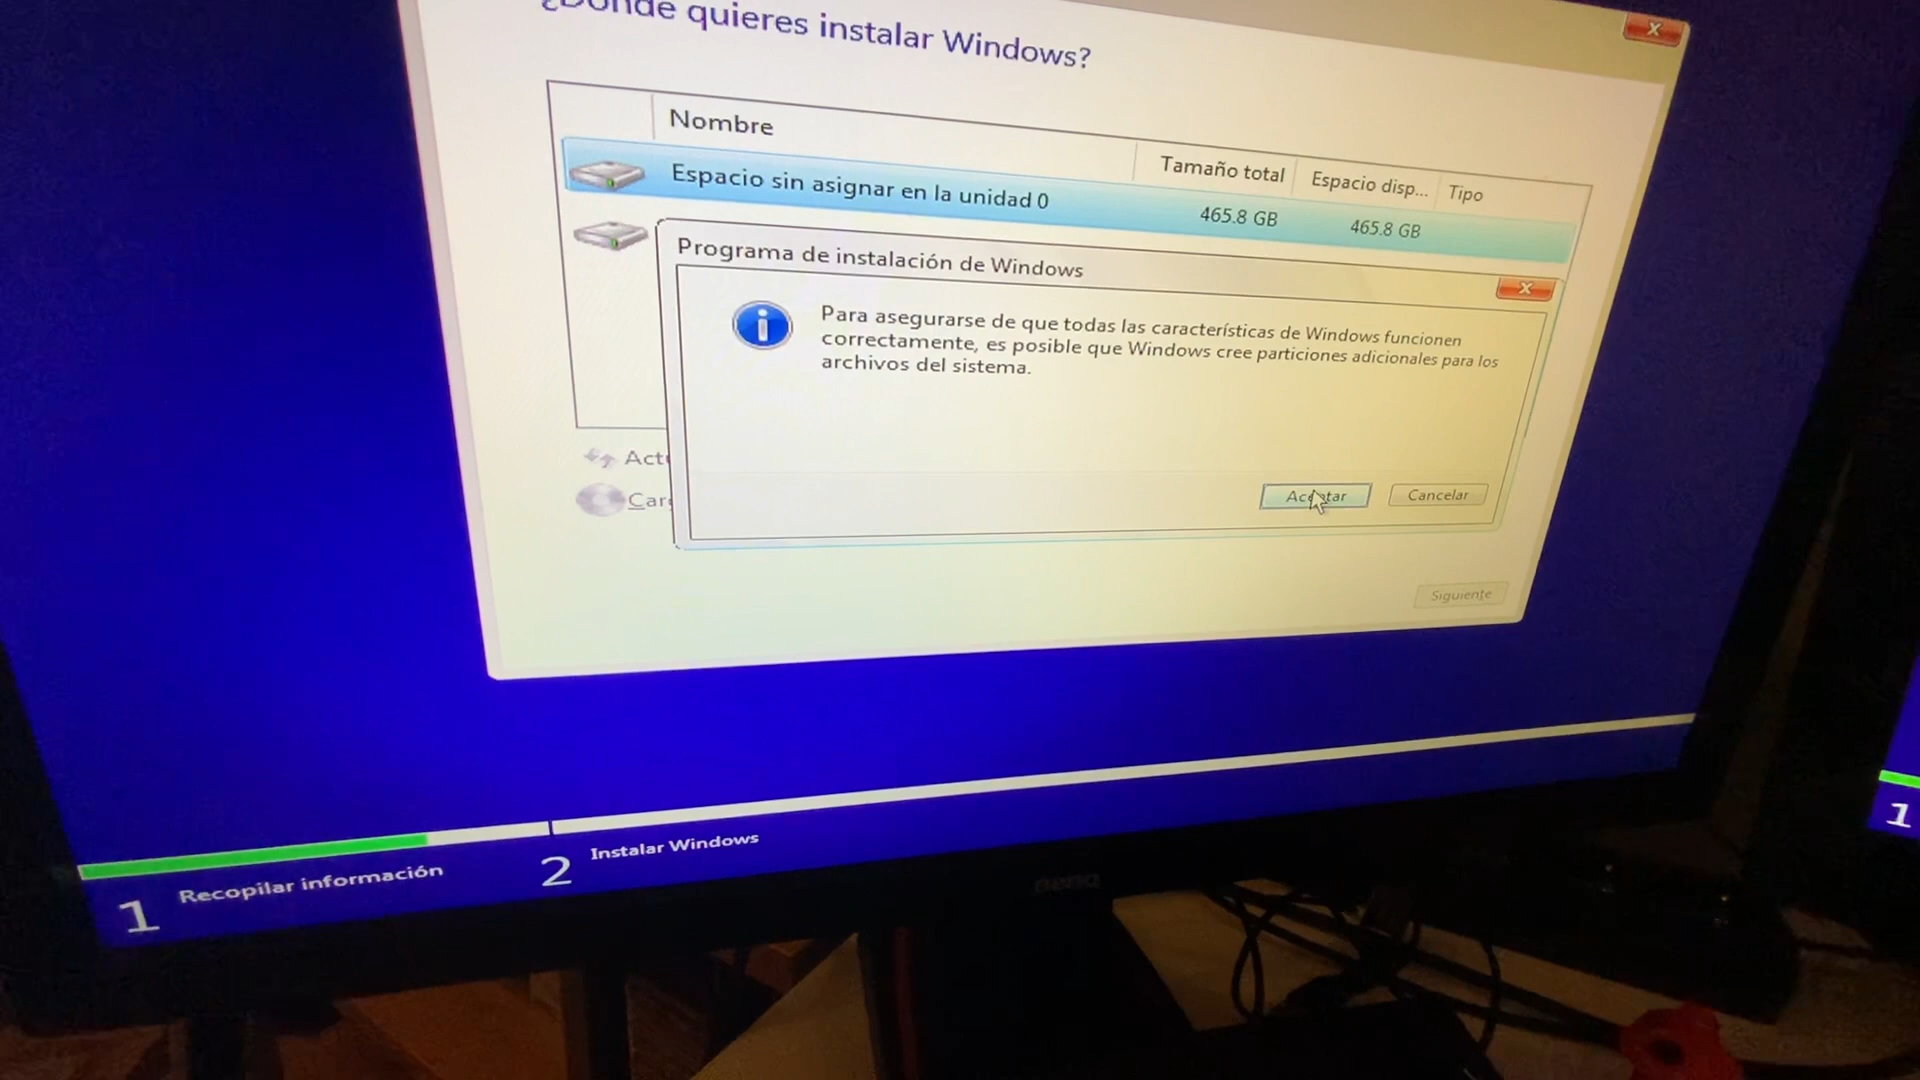 ¿Dónde quieres instalar Windows?
Nombre
Tamaño total
Espacio disp...
Tipo
Espacio sin asignar en la unidad 0
465.8 GB
465.8 GB
Programa de instalación de Windows
Para asegurarse de que todas las características de Windows funcionen
correctamente, es posible que Windows cree particiones adicionales para los
archivos del sistema.
Aceptar
Cancelar
Siguiente
1 Recopilar información
2 Instalar Windows
BenQ
1